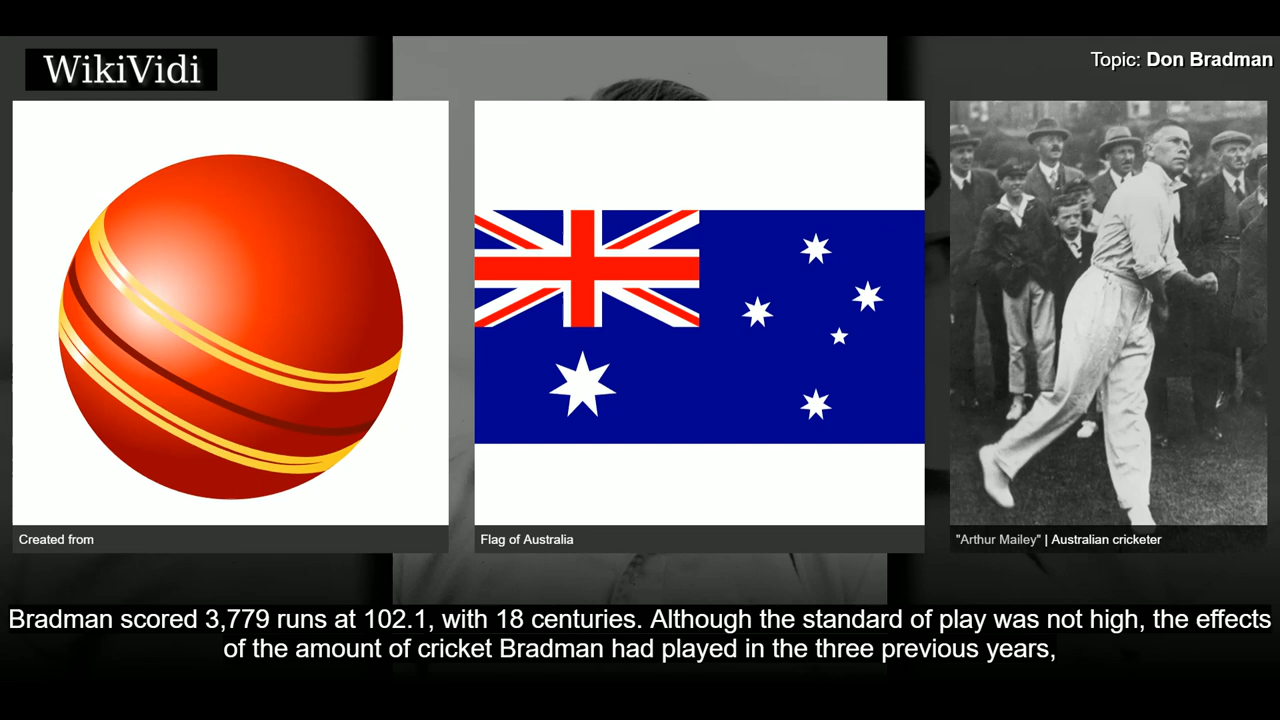 WikiVidi
Topic: Don Bradman
Created from
Flag of Australia
"Arthur Mailey" | Australian cricketer
Bradman scored 3,779 runs at 102.1, with 18 centuries. Although the standard of play was not high, the effects
of the amount of cricket Bradman had played in the three previous years,